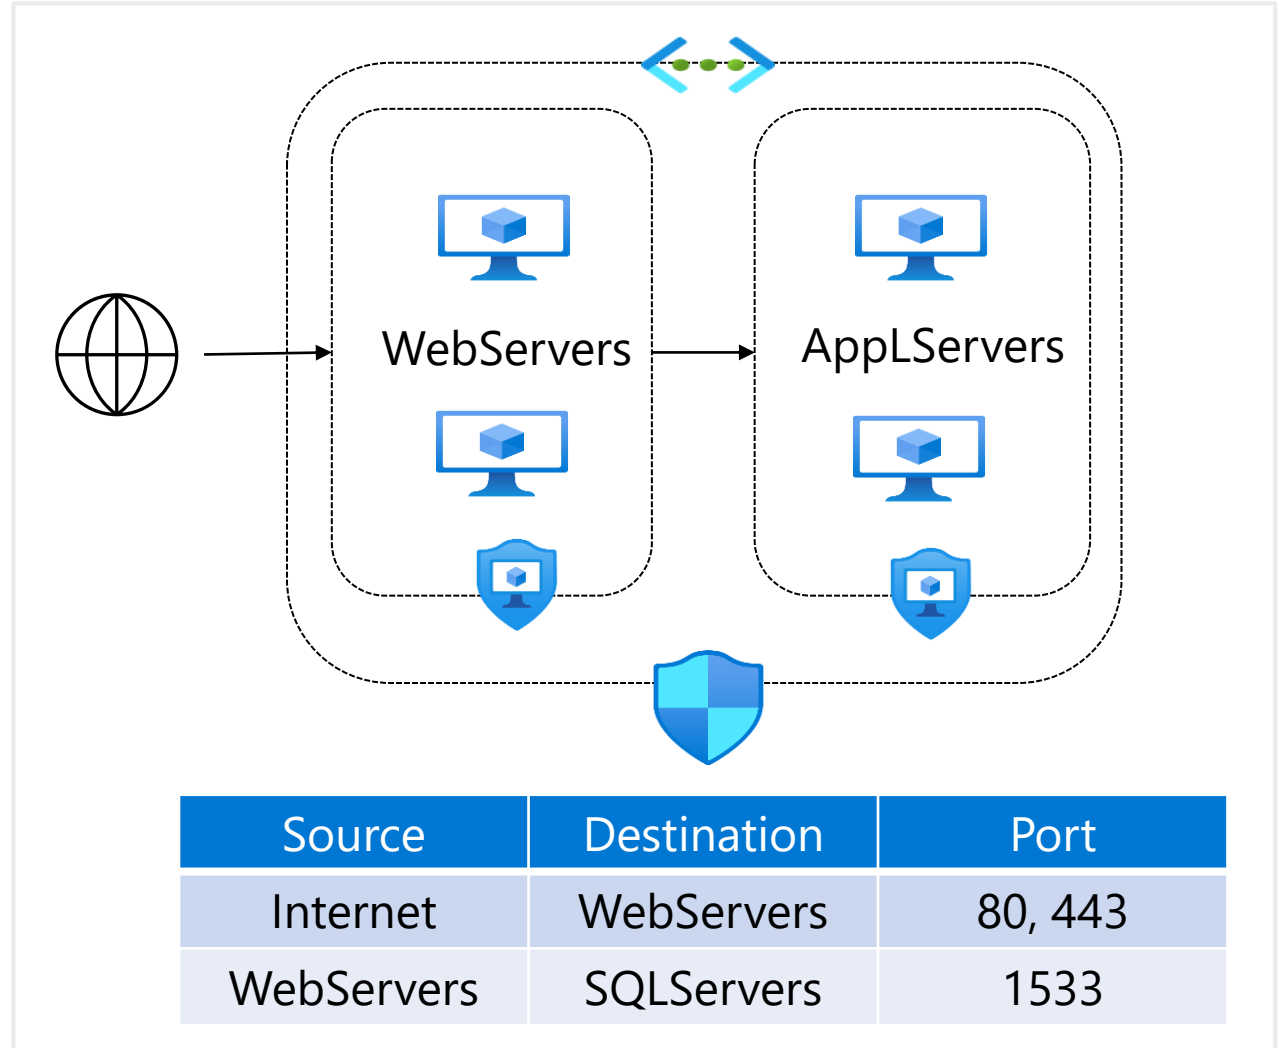 WebServers
AppLServers
Source Destination Port
Internet WebServers 80, 443
WebServers SQLServers 1533